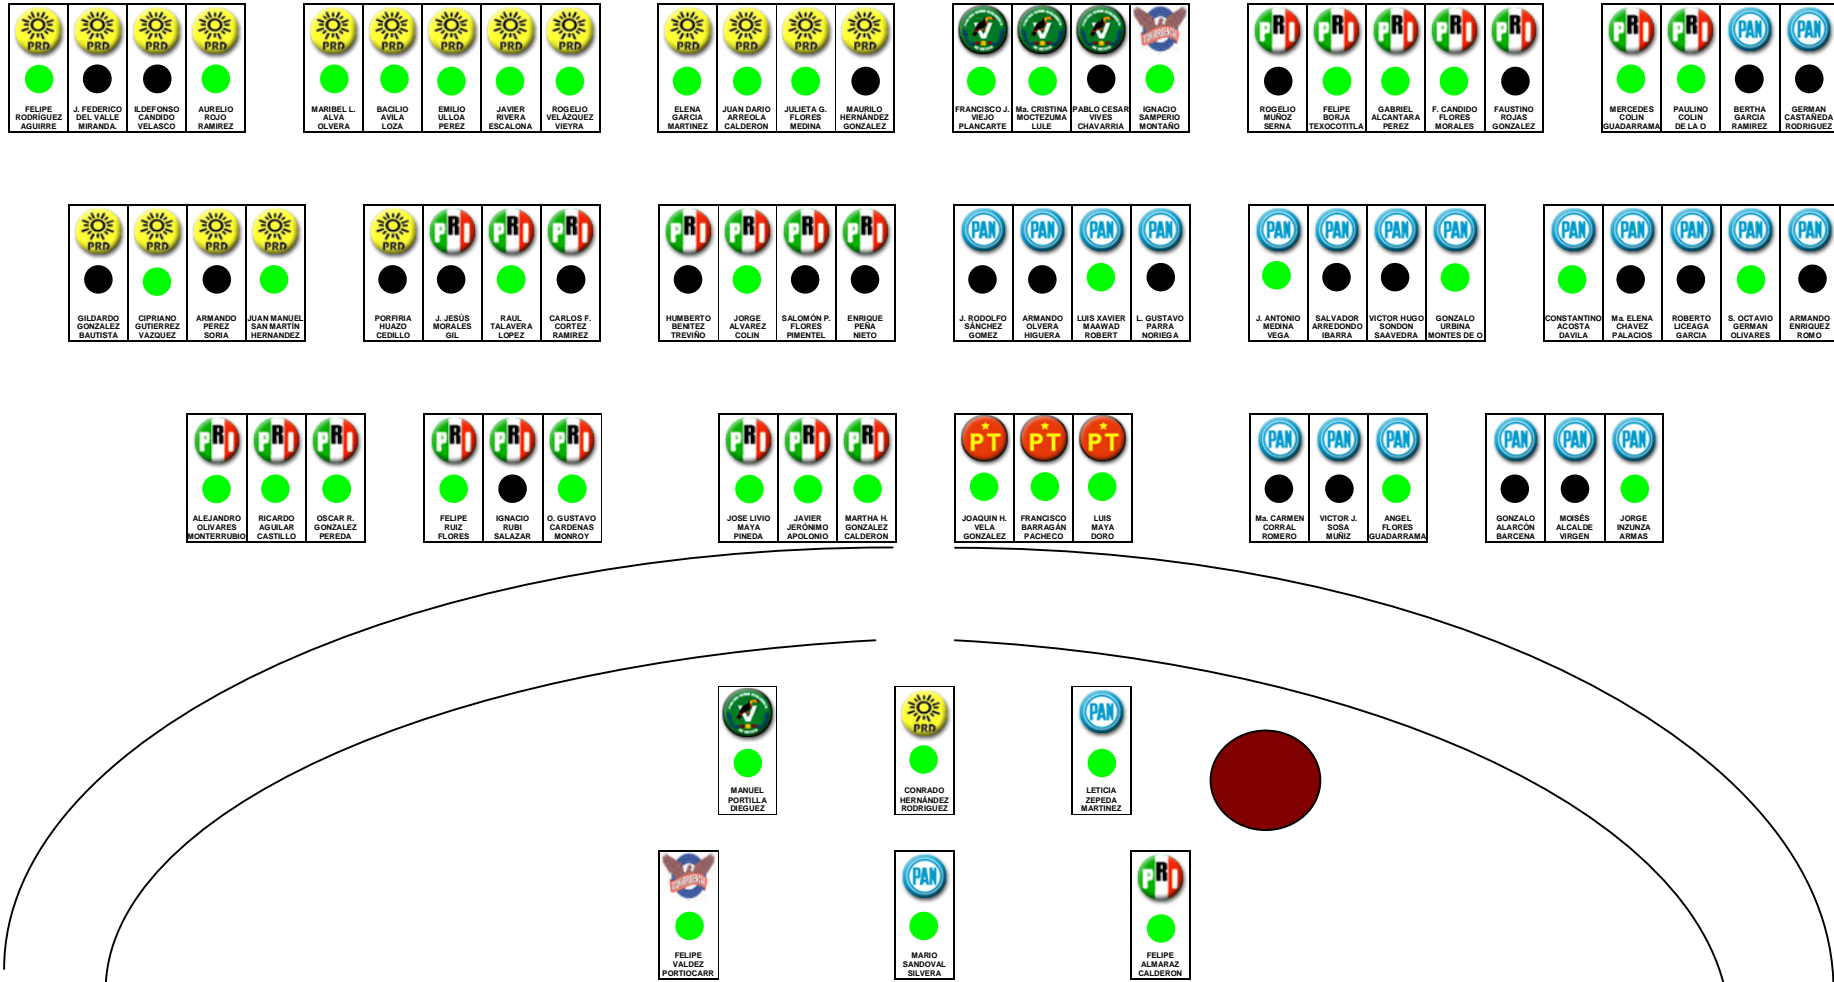 PRD PRD PRD PRD PRD PRD PRD PRD PRD PRD PRD PRD PRD CONVERGENCIA PRI PRI PRI PRI PRI PRI PRI PAN PAN
FELIPE RODRÍGUEZ AGUIRRE
J. FEDERICO DEL VALLE MIRANDA.
ILDEFONSO CANDIDO VELASCO
AURELIO ROJO RAMIREZ
MARIBEL L. ALVA OLVERA
BACILIO AVILA LOZA
EMILIO ULLOA PEREZ
JAVIER RIVERA ESCALONA
ROGELIO VELÁZQUEZ VIEYRA
ELENA GARCIA MARTINEZ
JUAN DARIO ARREOLA CALDERON
JULIETA G. FLORES MEDINA
MAURILO HERNÁNDEZ GONZALEZ
FRANCISCO J. VIEJO PLANCARTE
Ma. CRISTINA MOCTEZUMA LULE
PABLO CESAR VIVES CHAVARRIA
IGNACIO SAMPERIO MONTAÑO
ROGELIO MUÑOZ SERNA
FELIPE BORJA TEXOCOTITLA
GABRIEL ALCANTARA PEREZ
F. CANDIDO FLORES MORALES
FAUSTINO ROJAS GONZALEZ
MERCEDES COLIN GUADARRAMA
PAULINO COLIN DE LA O
BERTHA GARCIA RAMIREZ
GERMAN CASTAÑEDA RODRIGUEZ
PRD PRD PRD PRD PRD PRI PRI PRI PRI PRI PRI PRI PAN PAN PAN PAN PAN PAN PAN PAN PAN PAN PAN PAN PAN
GILDARDO GONZALEZ BAUTISTA
CIPRIANO GUTIERREZ VAZQUEZ
ARMANDO PEREZ SORIA
JUAN MANUEL SAN MARTÍN HERNANDEZ
PORFIRIA HUAZO CEDILLO
J. JESÚS MORALES GIL
RAUL TALAVERA LOPEZ
CARLOS F. CORTEZ RAMIREZ
HUMBERTO BENITEZ TREVIÑO
JORGE ALVAREZ COLIN
SALOMÓN P. FLORES PIMENTEL
ENRIQUE PEÑA NIETO
J. RODOLFO SÁNCHEZ GOMEZ
ARMANDO OLVERA HIGUERA
LUIS XAVIER MAAWAD ROBERT
L. GUSTAVO PARRA NORIEGA
J. ANTONIO MEDINA VEGA
SALVADOR ARREDONDO IBARRA
VICTOR HUGO SONDON SAAVEDRA
GONZALO URBINA MONTES DE O
CONSTANTINO ACOSTA DAVILA
Ma. ELENA CHAVEZ PALACIOS
ROBERTO LICEAGA GARCIA
S. OCTAVIO GERMAN OLIVARES
ARMANDO ENRIQUEZ ROMO
PRI PRI PRI PRI PRI PRI PRI PRI PRI PT PT PT PAN PAN PAN PAN PAN PAN
ALEJANDRO OLIVARES MONTERRUBIO
RICARDO AGUILAR CASTILLO
OSCAR R. GONZALEZ PEREDA
FELIPE RUIZ FLORES
IGNACIO RUBI SALAZAR
O. GUSTAVO CARDENAS MONROY
JOSE LIVIO MAYA PINEDA
JAVIER JERÓNIMO APOLONIO
MARTHA H. GONZALEZ CALDERON
JOAQUIN H. VELA GONZALEZ
FRANCISCO BARRAGÁN PACHECO
LUIS MAYA DORO
Ma. CARMEN CORRAL ROMERO
VICTOR J. SOSA MUÑIZ
ANGEL FLORES GUADARRAMA
GONZALO ALARCÓN BARCENA
MOISÉS ALCALDE VIRGEN
JORGE INZUNZA ARMAS
PRD PAN
MANUEL PORTILLA DIEGUEZ
CONRADO HERNÁNDEZ RODRIGUEZ
LETICIA ZEPEDA MARTINEZ
CONVERGENCIA PAN PRI
FELIPE VALDEZ PORTIOCARR
MARIO SANDOVAL SILVERA
FELIPE ALMARAZ CALDERON